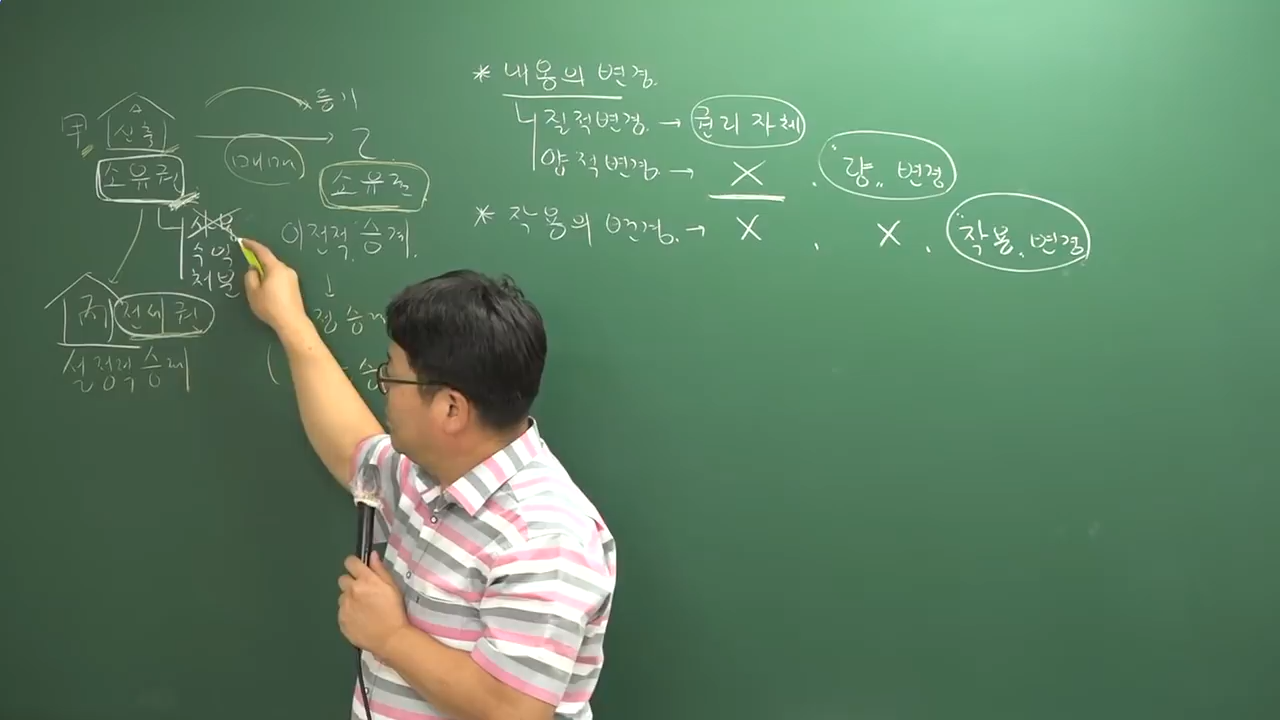 甲 신축 → 등기 乙
소유권 매매 소유권
사용
수익
처분
이전적 승계.
↓
전세권
설정적 승계
* 내용의 변경.
질적변경. → 권리 자체
양적변경 → X . "량" 변경
* 작용의 변경. → X . X . "작용" 변경